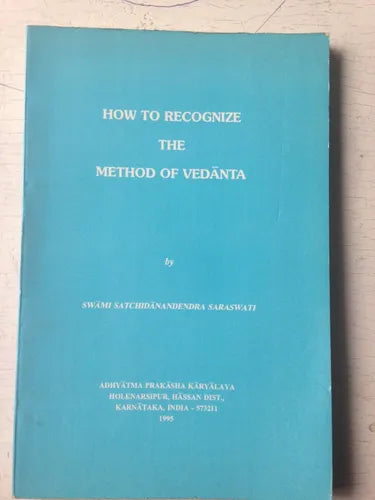 HOW TO RECOGNIZE
THE
METHOD OF VEDĀNTA
by
SWĀMI SATCHIDĀNANDENDRA SARASWATI
ADHYĀTMA PRAKĀSHA KĀRYĀLAYA
HOLENARSIPUR, HĀSSAN DIST.,
KARNĀTAKA, INDIA – 573211
1995